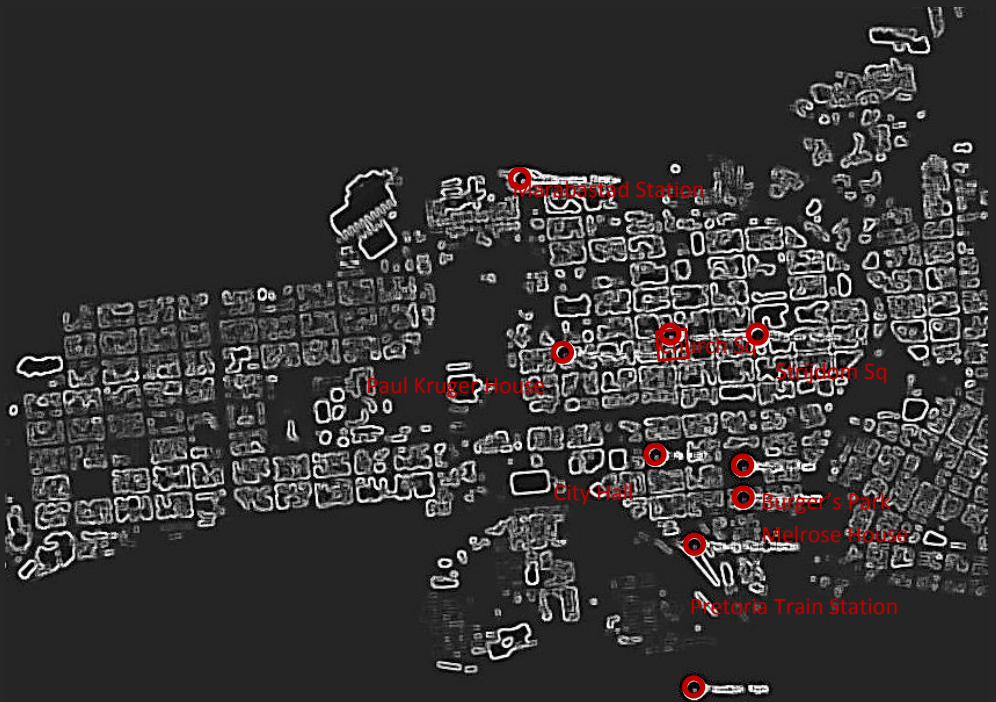 Marabastad Station
Church Sq
Strijdom Sq
Paul Kruger House
City Hall
Burger's Park
Melrose House
Pretoria Train Station